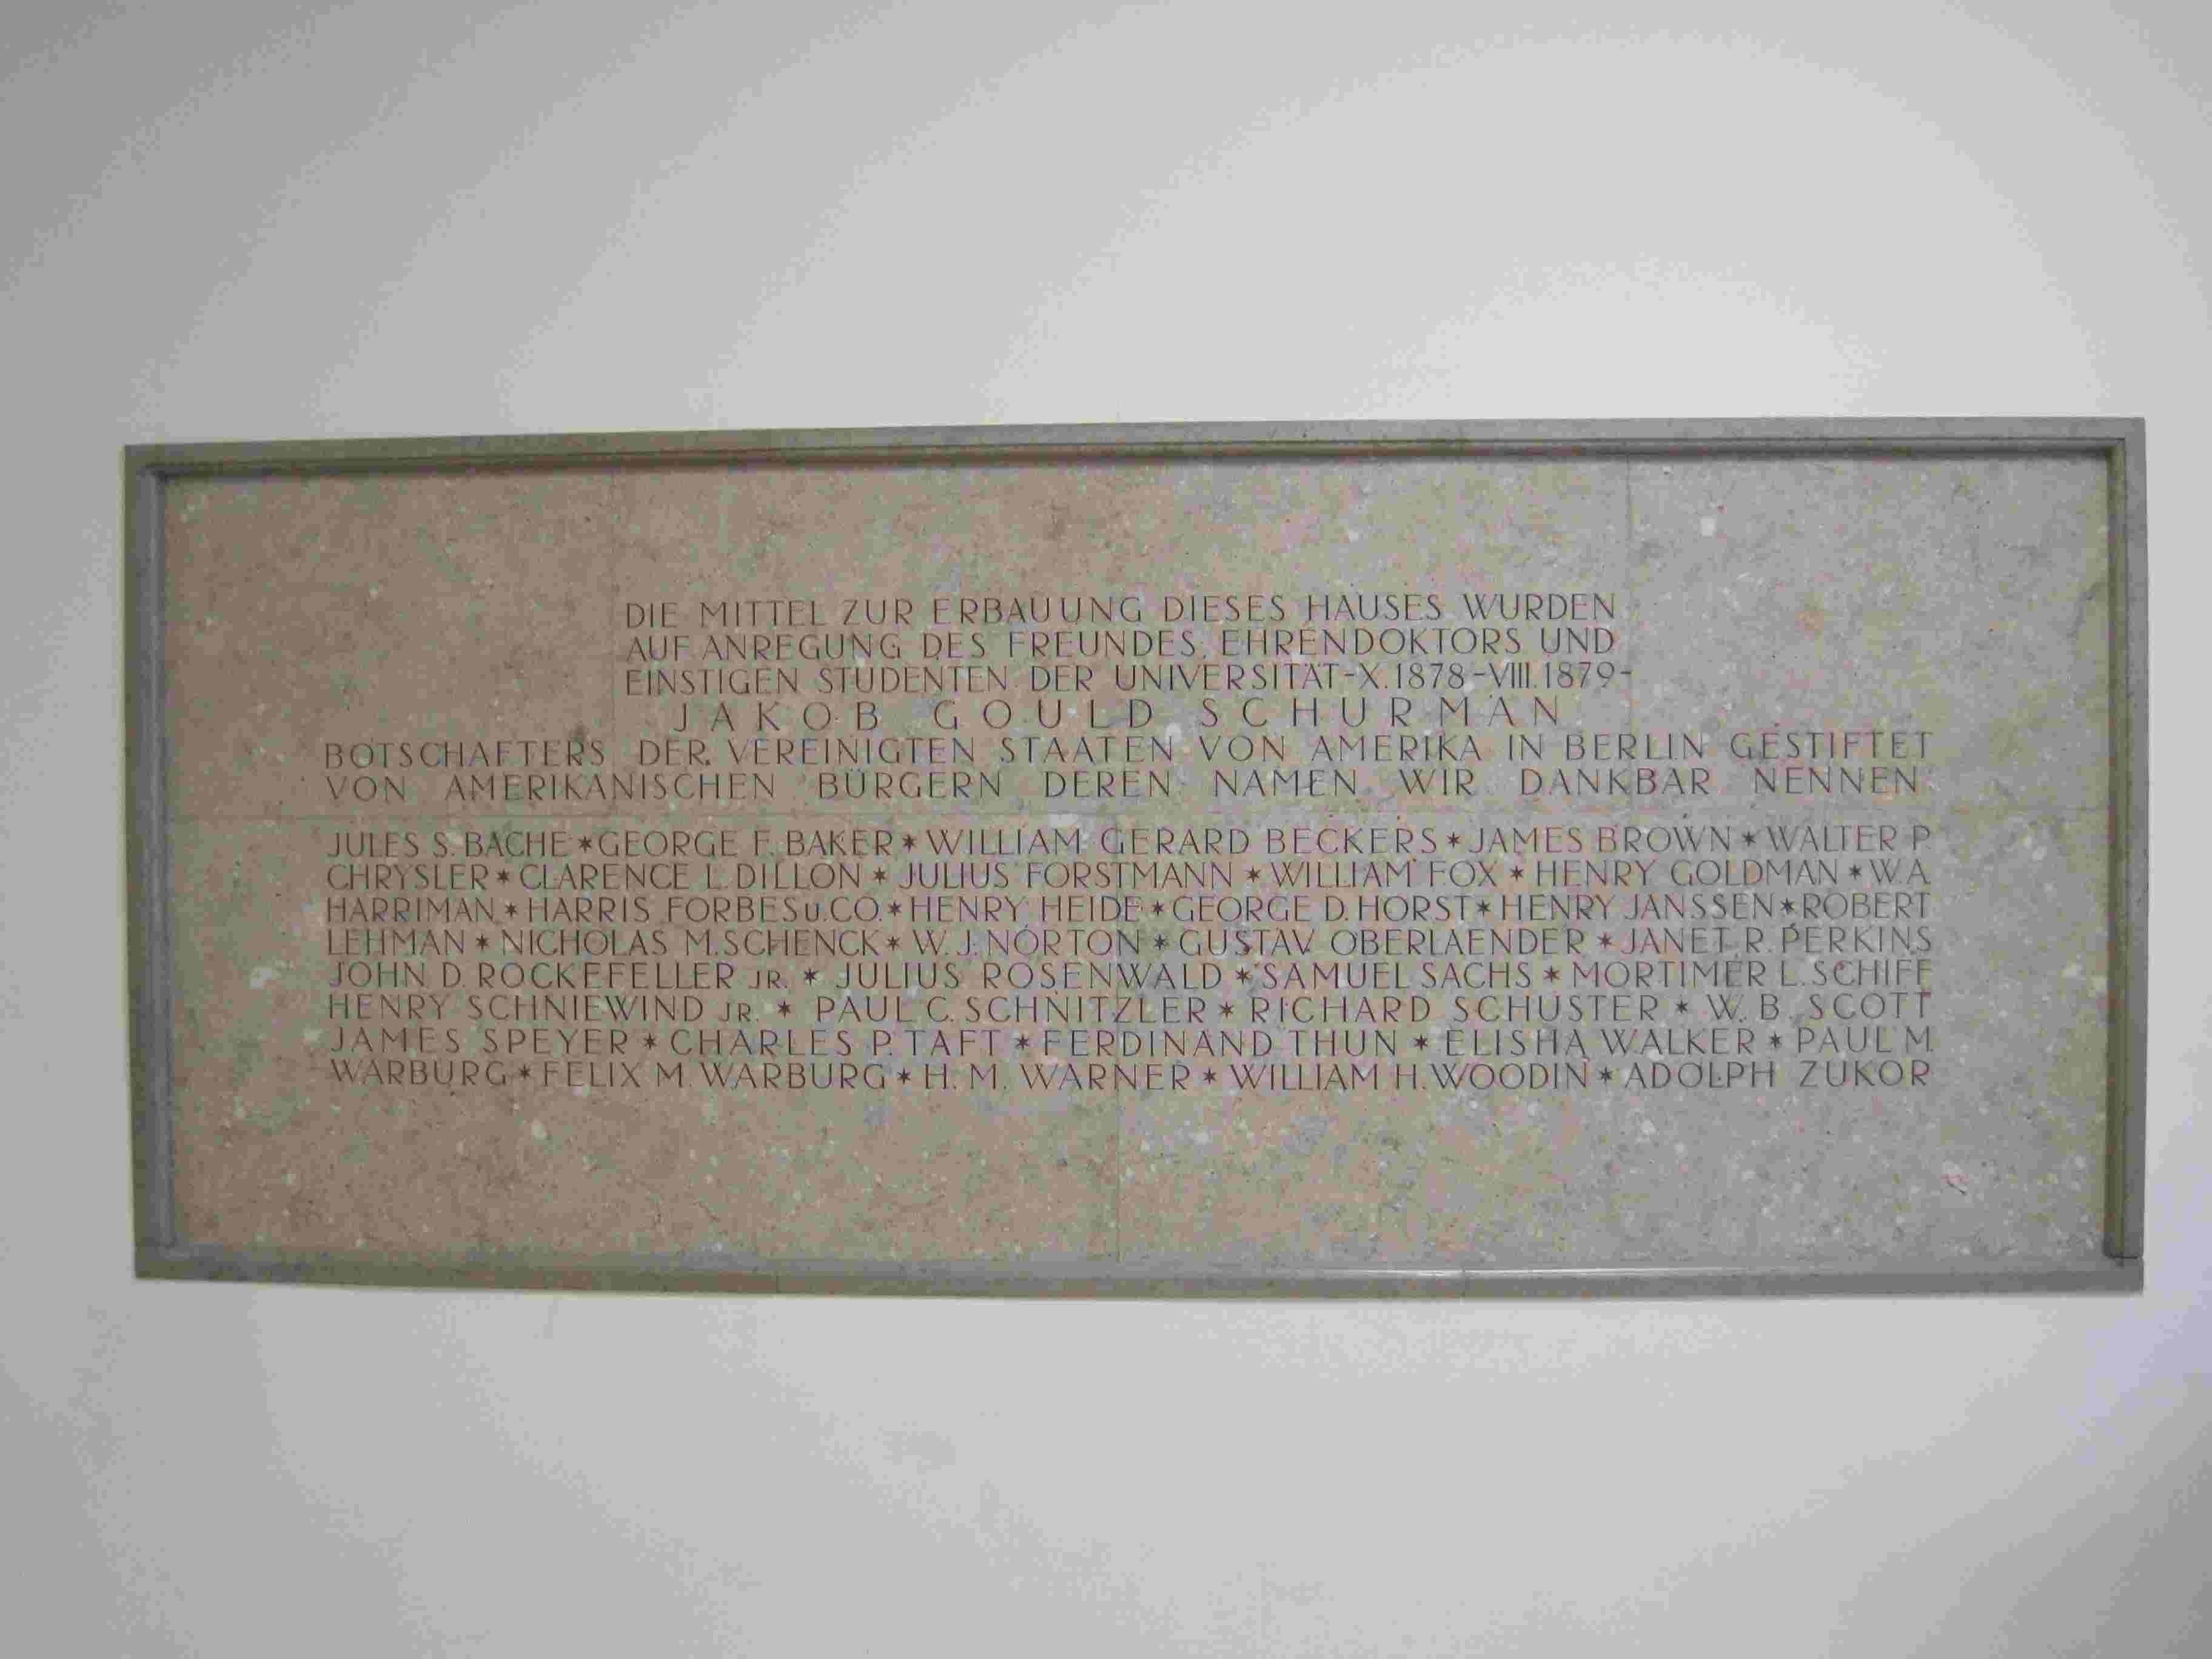 DIE MITTEL ZUR ERBAUUNG DIESES HAUSES WURDEN
AUF ANREGUNG DES FREUNDES, EHRENDOKTORS UND
EINSTIGEN STUDENTEN DER UNIVERSITÄT-X.1878-VIII.1879-
JAKOB GOULD SCHURMAN
BOTSCHAFTERS DER VEREINIGTEN STAATEN VON AMERIKA IN BERLIN GESTIFTET
VON AMERIKANISCHEN BÜRGERN DEREN NAMEN WIR DANKBAR NENNEN
JULES S. BACHE * GEORGE F. BAKER * WILLIAM GERARD BECKERS * JAMES BROWN * WALTER P.
CHRYSLER * CLARENCE L. DILLON * JULIUS FORSTMANN * WILLIAM FOX * HENRY GOLDMAN * W.A.
HARRIMAN * HARRIS FORBES u. CO. * HENRY HEIDE * GEORGE D. HORST * HENRY JANSSEN * ROBERT
LEHMAN * NICHOLAS M. SCHENCK * W. J. NORTON * GUSTAV OBERLAENDER * JANET R. PERKINS
JOHN D. ROCKEFELLER JR. * JULIUS ROSENWALD * SAMUEL SACHS * MORTIMER L. SCHIFF
HENRY SCHNIEWIND JR. * PAUL C. SCHNITZLER * RICHARD SCHUSTER * W. B. SCOTT
JAMES SPEYER * CHARLES P. TAFT * FERDINAND THUN * ELISHA WALKER * PAUL M.
WARBURG * FELIX M. WARBURG * H. M. WARNER * WILLIAM H. WOODIN * ADOLPH ZUKOR